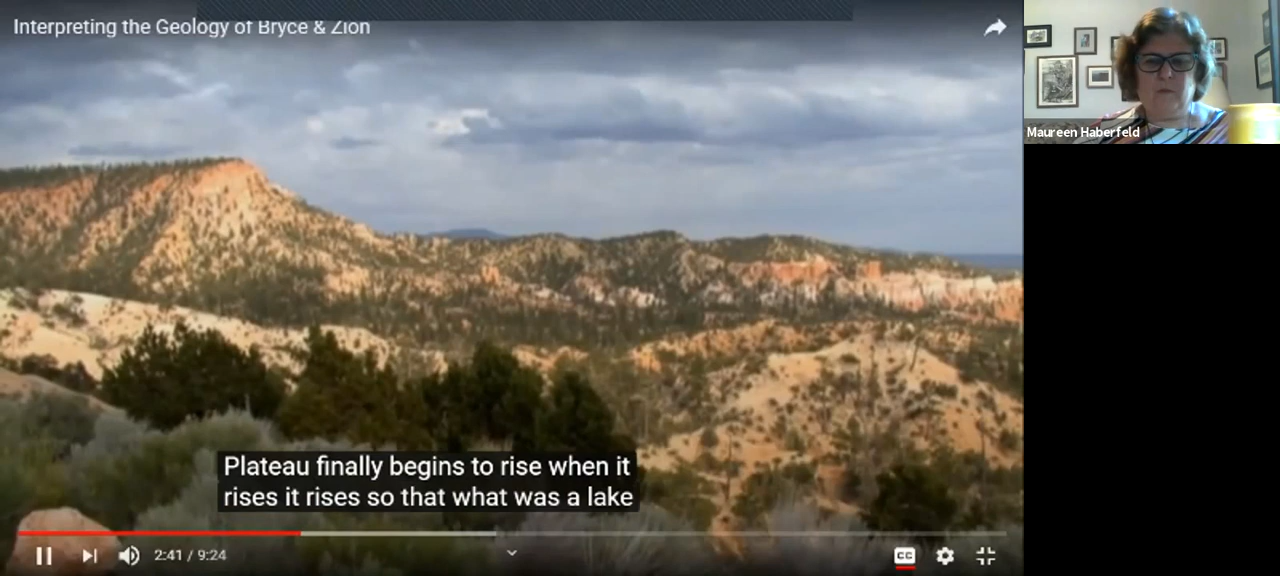 Interpreting the Geology of Bryce & Zion
Maureen Haberfeld
Plateau finally begins to rise when it
rises it rises so that what was a lake
2:41 / 9:24
CC